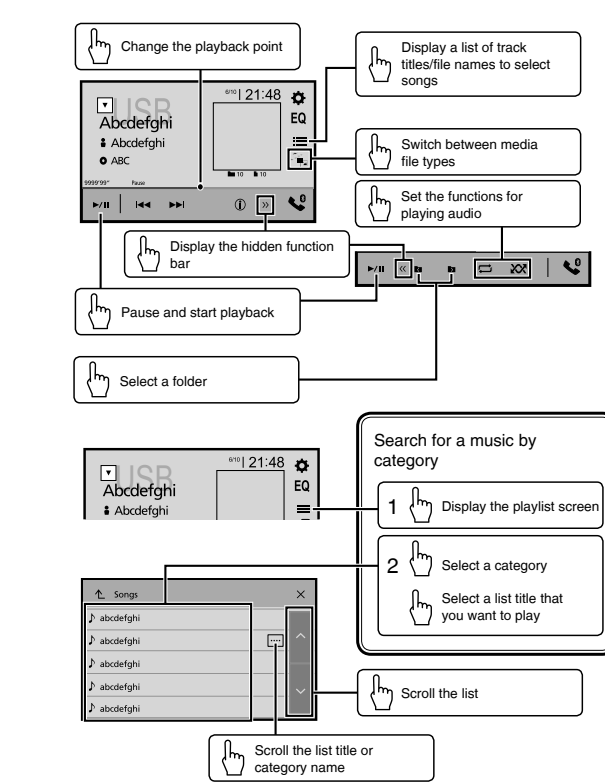 Change the playback point
Display a list of track
titles/file names to select
songs
6/10 | 21:48
USB
EQ
Abcdefghi
Abcdefghi
ABC
10 10
9999'99" Pause
Switch between media
file types
Set the functions for
playing audio
Display the hidden function
bar
Pause and start playback
Select a folder
6/10 | 21:48
USB
EQ
Abcdefghi
Abcdefghi
Search for a music by
category
1 Display the playlist screen
2 Select a category
Select a list title that
you want to play
Songs
abcdefghi
abcdefghi
abcdefghi
abcdefghi
abcdefghi
Scroll the list
Scroll the list title or
category name